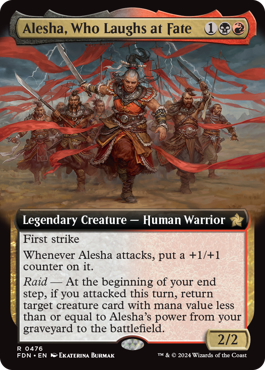 Alesha, Who Laughs at Fate 1
Legendary Creature — Human Warrior
First strike
Whenever Alesha attacks, put a +1/+1
counter on it.
Raid — At the beginning of your end
step, if you attacked this turn, return
target creature card with mana value less
than or equal to Alesha's power from your
graveyard to the battlefield.
2/2
R 0476
FDN • EN Ekaterina Burmak
™ & © 2024 Wizards of the Coast